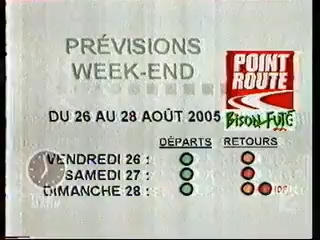 PRÉVISIONS
WEEK-END
POINT
ROUTE
Bison Futé
DU 26 AU 28 AOÛT 2005
DÉPARTS RETOURS
VENDREDI 26 :
SAMEDI 27 :
DIMANCHE 28 : IDF